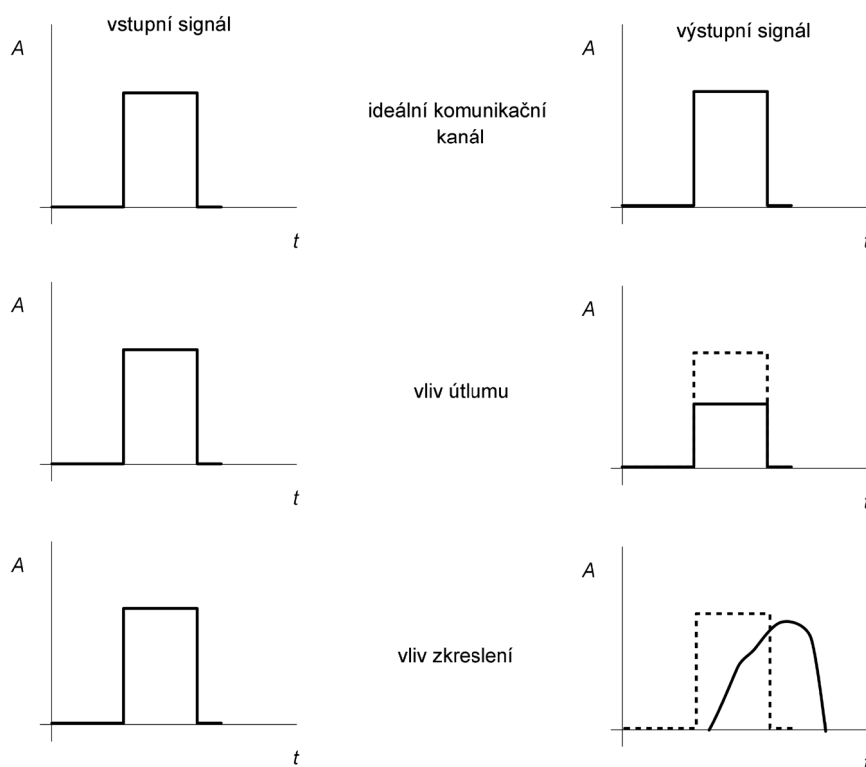 vstupní signál
výstupní signál
A
A
ideální komunikační
kanál
t
t
A
A
vliv útlumu
t
t
A
A
vliv zkreslení
t
t